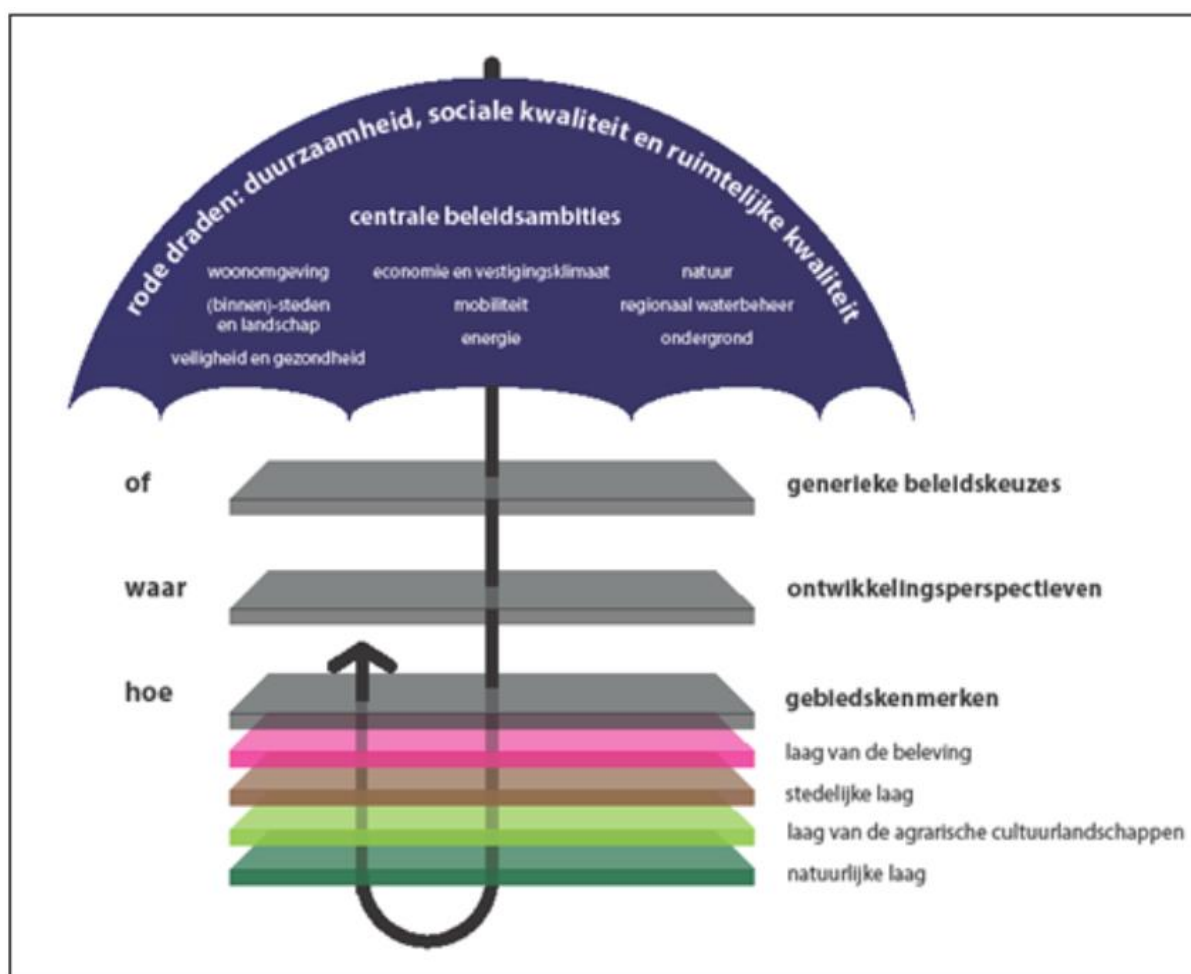 rode draden: duurzaamheid, sociale kwaliteit en ruimtelijke kwaliteit
centrale beleidsambities
woonomgeving
(binnen)-steden
en landschap
veiligheid en gezondheid
economie en vestigingsklimaat
mobiliteit
energie
natuur
regionaal waterbeheer
ondergrond
of
generieke beleidskeuzes
waar
ontwikkelingsperspectieven
hoe
gebiedskenmerken
laag van de beleving
stedelijke laag
laag van de agrarische cultuurlandschappen
natuurlijke laag